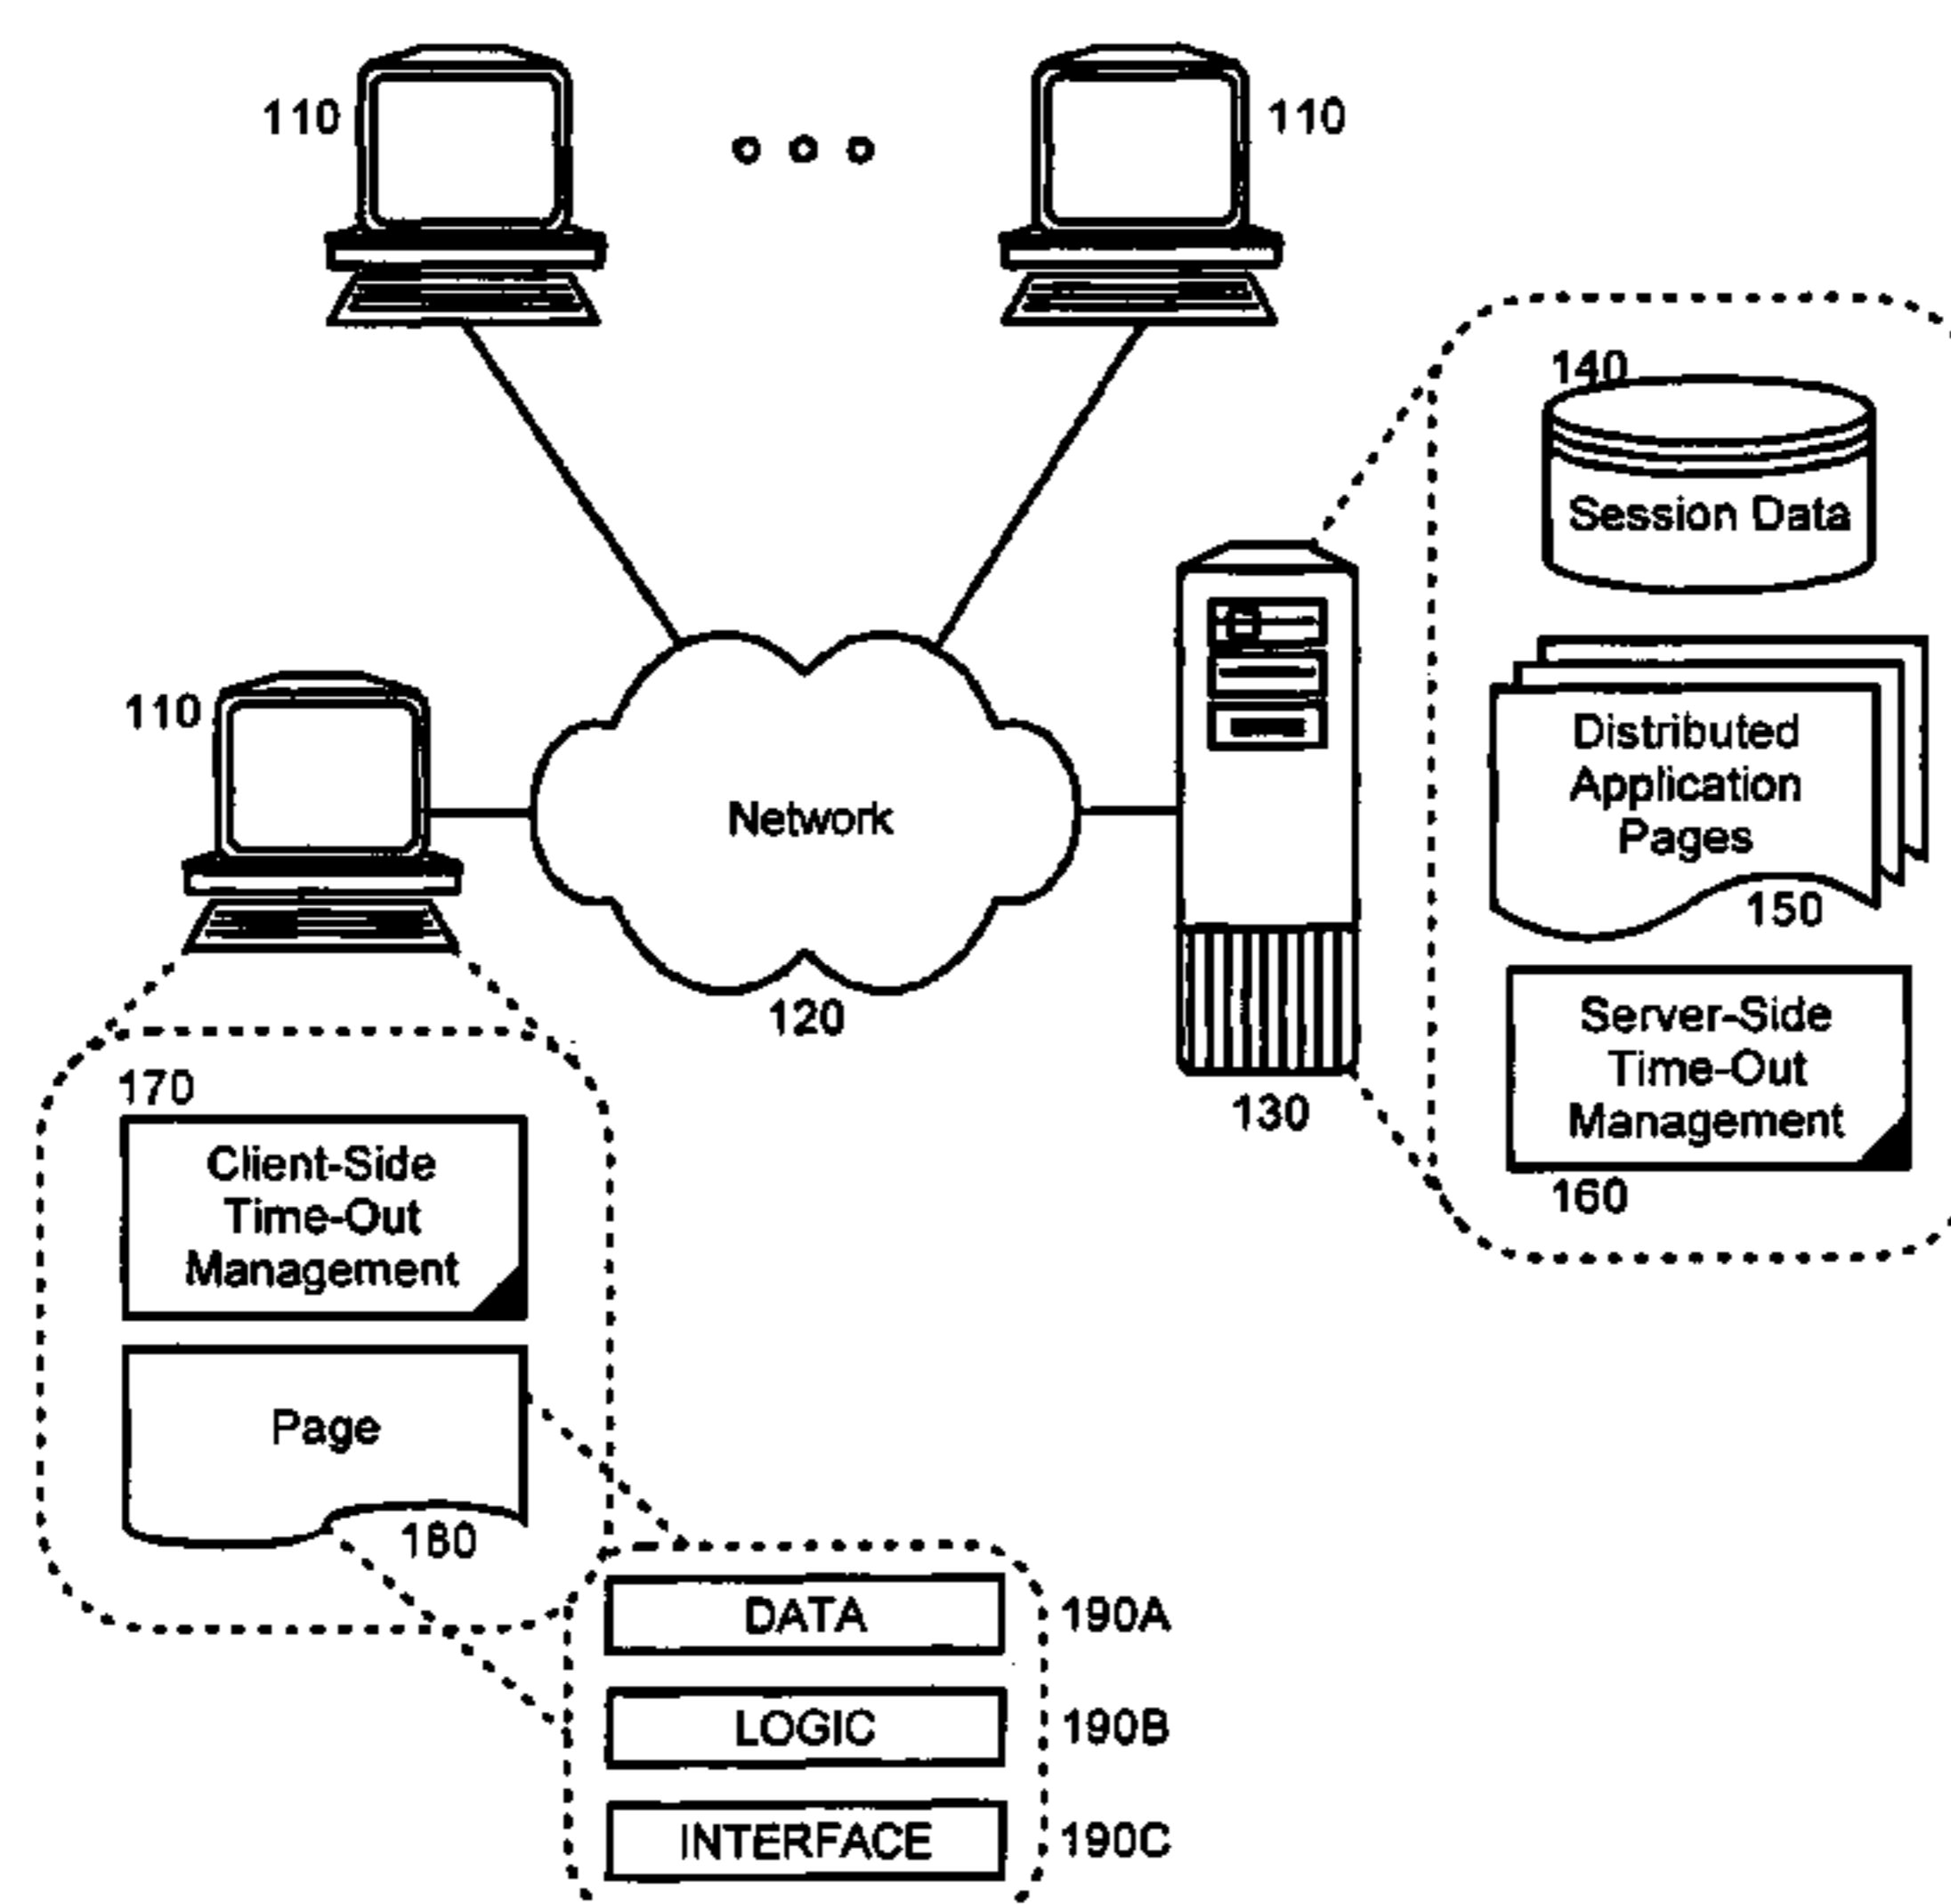 110
110
140
Session Data
110
Distributed
Application
Pages
150
Network
120
Server-Side
Time-Out
Management
160
130
170
Client-Side
Time-Out
Management
Page
180
DATA
190A
LOGIC
190B
INTERFACE
190C